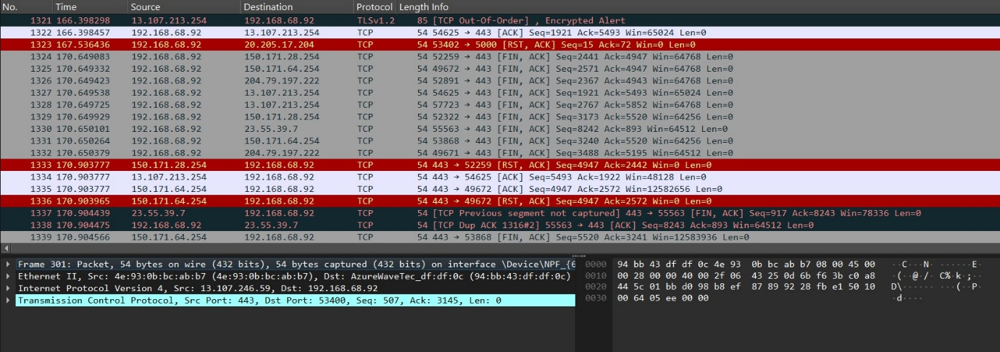 No. Time Source Destination Protocol Length Info
1321 166.398298 13.107.213.254 192.168.68.92 TLSv1.2 85 [TCP Out-Of-Order] , Encrypted Alert
1322 166.398457 192.168.68.92 13.107.213.254 TCP 54 54625 → 443 [ACK] Seq=1921 Ack=5493 Win=65024 Len=0
1323 167.536436 192.168.68.92 20.205.17.204 TCP 54 53402 → 5000 [RST, ACK] Seq=15 Ack=72 Win=0 Len=0
1324 170.649083 192.168.68.92 150.171.28.254 TCP 54 52259 → 443 [FIN, ACK] Seq=2441 Ack=4947 Win=64768 Len=0
1325 170.649332 192.168.68.92 150.171.64.254 TCP 54 49672 → 443 [FIN, ACK] Seq=2571 Ack=4947 Win=64768 Len=0
1326 170.649423 192.168.68.92 204.79.197.222 TCP 54 52891 → 443 [FIN, ACK] Seq=2367 Ack=4943 Win=64768 Len=0
1327 170.649538 192.168.68.92 13.107.213.254 TCP 54 54625 → 443 [FIN, ACK] Seq=1921 Ack=5493 Win=65024 Len=0
1328 170.649725 192.168.68.92 13.107.213.254 TCP 54 57723 → 443 [FIN, ACK] Seq=2767 Ack=5852 Win=64768 Len=0
1329 170.649929 192.168.68.92 150.171.28.254 TCP 54 52322 → 443 [FIN, ACK] Seq=3173 Ack=5520 Win=64256 Len=0
1330 170.650101 192.168.68.92 23.55.39.7 TCP 54 55563 → 443 [FIN, ACK] Seq=8242 Ack=893 Win=64512 Len=0
1331 170.650264 192.168.68.92 150.171.64.254 TCP 54 53868 → 443 [FIN, ACK] Seq=3240 Ack=5520 Win=64256 Len=0
1332 170.650379 192.168.68.92 204.79.197.222 TCP 54 49671 → 443 [FIN, ACK] Seq=3488 Ack=5195 Win=64512 Len=0
1333 170.903777 150.171.28.254 192.168.68.92 TCP 54 443 → 52259 [RST, ACK] Seq=4947 Ack=2442 Win=0 Len=0
1334 170.903777 13.107.213.254 192.168.68.92 TCP 54 443 → 54625 [ACK] Seq=5493 Ack=1922 Win=48128 Len=0
1335 170.903777 150.171.64.254 192.168.68.92 TCP 54 443 → 49672 [ACK] Seq=4947 Ack=2572 Win=12582656 Len=0
1336 170.903965 150.171.64.254 192.168.68.92 TCP 54 443 → 49672 [RST, ACK] Seq=4947 Ack=2572 Win=0 Len=0
1337 170.904439 23.55.39.7 192.168.68.92 TCP 54 [TCP Previous segment not captured] 443 → 55563 [FIN, ACK] Seq=917 Ack=8243 Win=78336 Len=0
1338 170.904475 192.168.68.92 23.55.39.7 TCP 54 [TCP Dup ACK 1316#2] 55563 → 443 [ACK] Seq=8243 Ack=893 Win=64512 Len=0
1339 170.904566 150.171.64.254 192.168.68.92 TCP 54 443 → 53868 [FIN, ACK] Seq=5520 Ack=3241 Win=12583936 Len=0
Frame 301: Packet, 54 bytes on wire (432 bits), 54 bytes captured (432 bits) on interface \Device\NPF_{6
Ethernet II, Src: 4e:93:0b:bc:ab:b7 (4e:93:0b:bc:ab:b7), Dst: AzureWaveTec_df:df:0c (94:bb:43:df:df:0c)
Internet Protocol Version 4, Src: 13.107.246.59, Dst: 192.168.68.92
Transmission Control Protocol, Src Port: 443, Dst Port: 53400, Seq: 507, Ack: 3145, Len: 0
0000 94 bb 43 df df 0c 4e 93 0b bc ab b7 08 00 45 00 ··C···N· ······E·
0010 00 28 00 00 40 00 2f 06 43 25 0d 6b f6 3b c0 a8 ·(··@·/· C%·k·;··
0020 44 5c 01 bb d0 98 b8 ef 87 89 92 28 fb e1 50 10 D\······ ···(··P·
0030 00 64 05 ee 00 00 ·d····